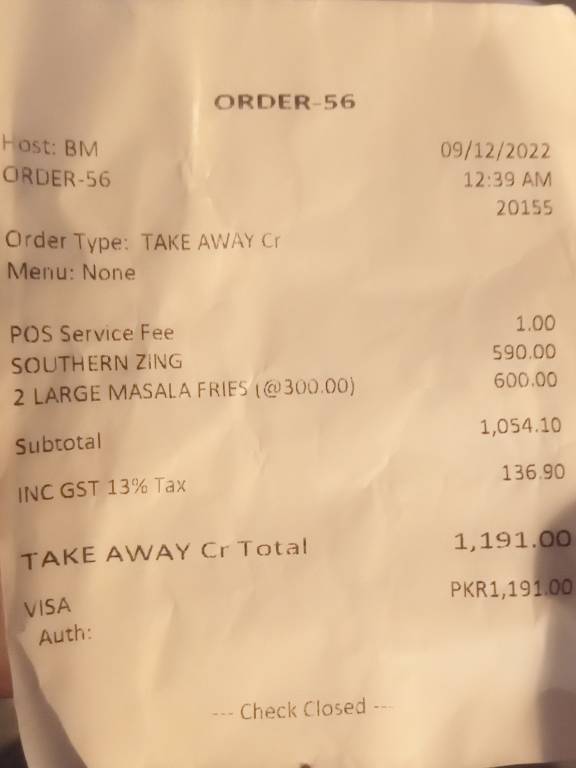 ORDER-56
Host: BM 09/12/2022
ORDER-56 12:39 AM
20155
Order Type: TAKE AWAY Cr
Menu: None
POS Service Fee 1.00
SOUTHERN ZING 590.00
2 LARGE MASALA FRIES (@300.00) 600.00
Subtotal 1,054.10
INC GST 13% Tax 136.90
TAKE AWAY Cr Total 1,191.00
VISA PKR1,191.00
Auth:
--- Check Closed ---